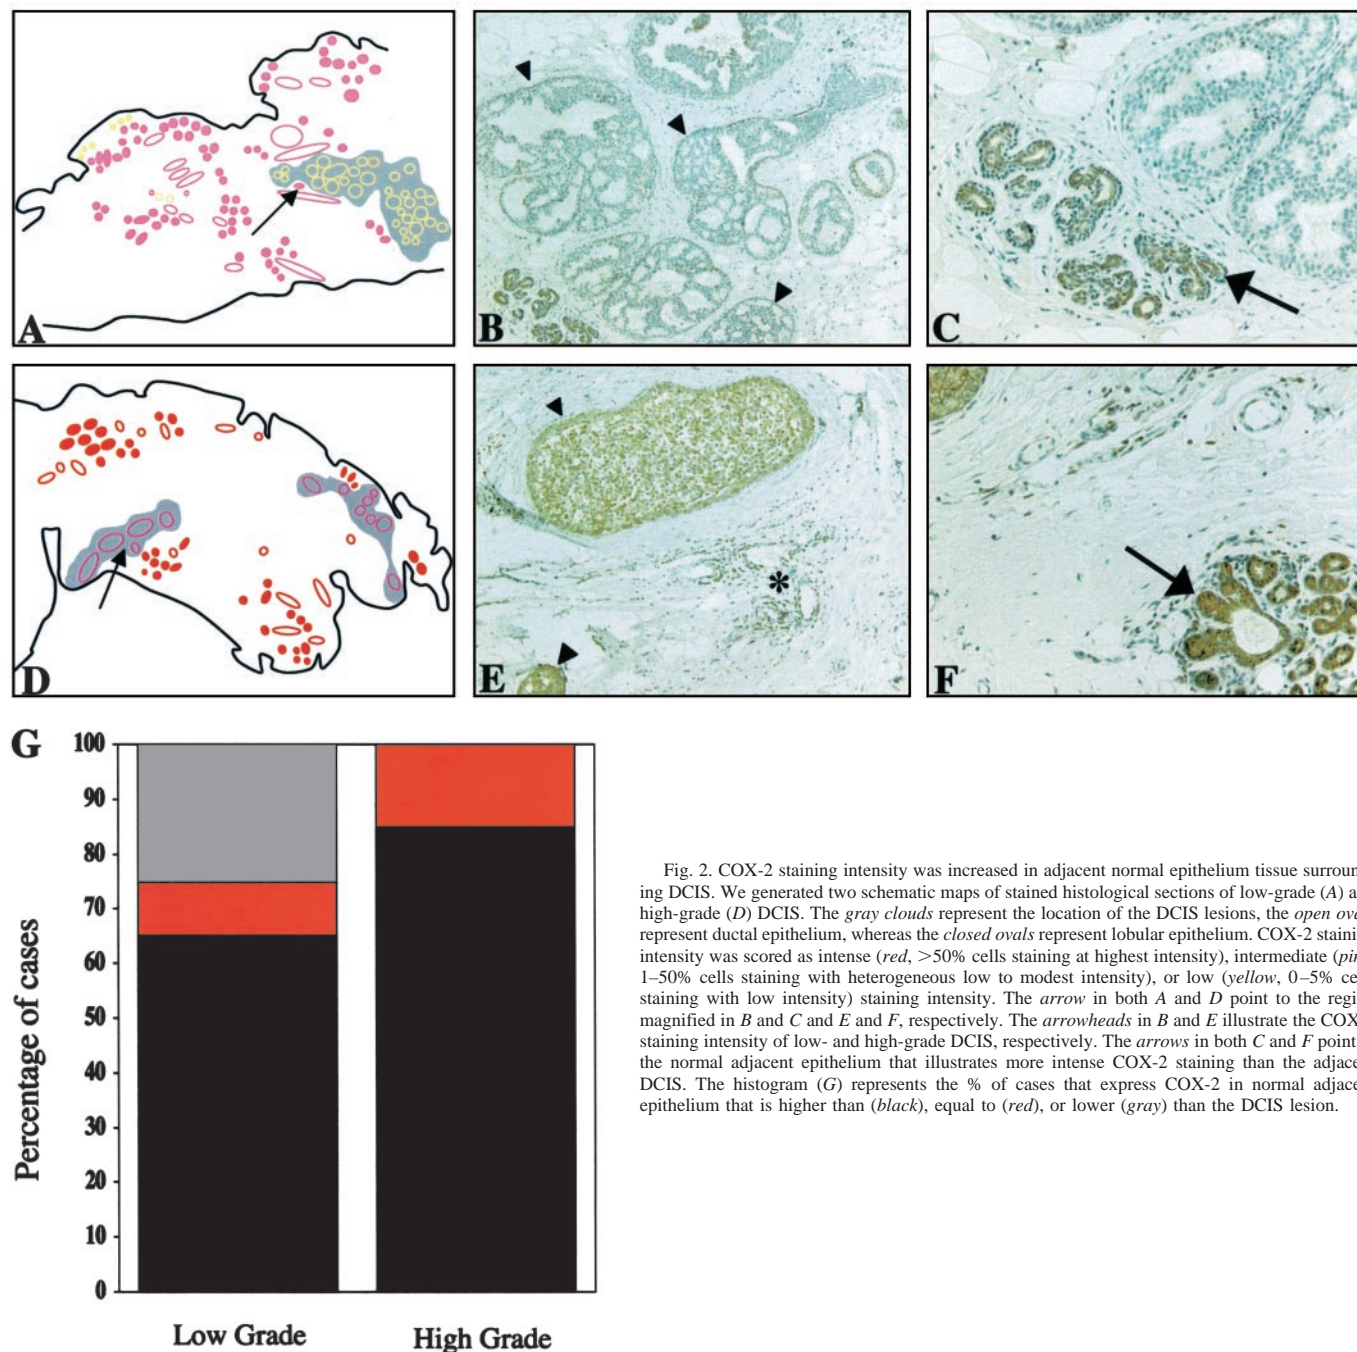 A
B
C
D
E
*
F
G
100
90
80
70
60
50
40
30
20
10
0
Percentage of cases
Low Grade
High Grade
Fig. 2. COX-2 staining intensity was increased in adjacent normal epithelium tissue surroun
ing DCIS. We generated two schematic maps of stained histological sections of low-grade (A) a
high-grade (D) DCIS. The gray clouds represent the location of the DCIS lesions, the open ova
represent ductal epithelium, whereas the closed ovals represent lobular epithelium. COX-2 staini
intensity was scored as intense (red, >50% cells staining at highest intensity), intermediate (pin
1–50% cells staining with heterogeneous low to modest intensity), or low (yellow, 0–5% ce
staining with low intensity) staining intensity. The arrow in both A and D point to the regi
magnified in B and C and E and F, respectively. The arrowheads in B and E illustrate the COX
staining intensity of low- and high-grade DCIS, respectively. The arrows in both C and F point
the normal adjacent epithelium that illustrates more intense COX-2 staining than the adjace
DCIS. The histogram (G) represents the % of cases that express COX-2 in normal adjace
epithelium that is higher than (black), equal to (red), or lower (gray) than the DCIS lesion.